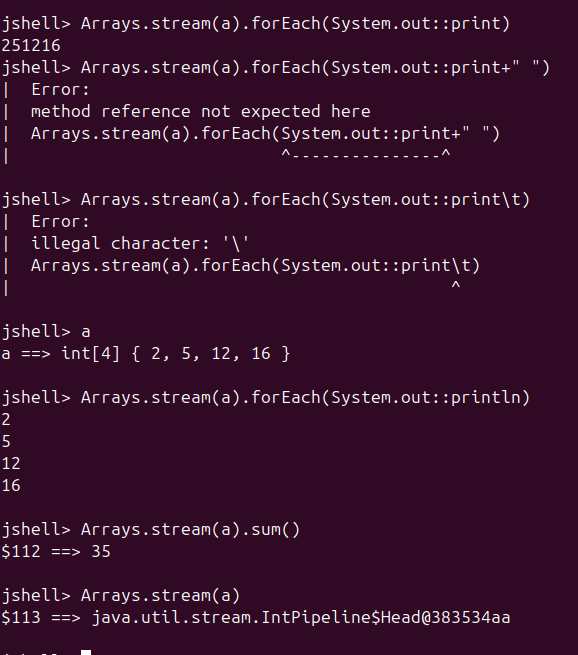 jshell> Arrays.stream(a).forEach(System.out::print)
251216
jshell> Arrays.stream(a).forEach(System.out::print+" ")
|  Error:
|  method reference not expected here
|  Arrays.stream(a).forEach(System.out::print+" ")
|                           ^---------------^
jshell> Arrays.stream(a).forEach(System.out::print\t)
|  Error:
|  illegal character: '\'
|  Arrays.stream(a).forEach(System.out::print\t)
|                                            ^
jshell> a
a ==> int[4] { 2, 5, 12, 16 }
jshell> Arrays.stream(a).forEach(System.out::println)
2
5
12
16
jshell> Arrays.stream(a).sum()
$112 ==> 35
jshell> Arrays.stream(a)
$113 ==> java.util.stream.IntPipeline$Head@383534aa